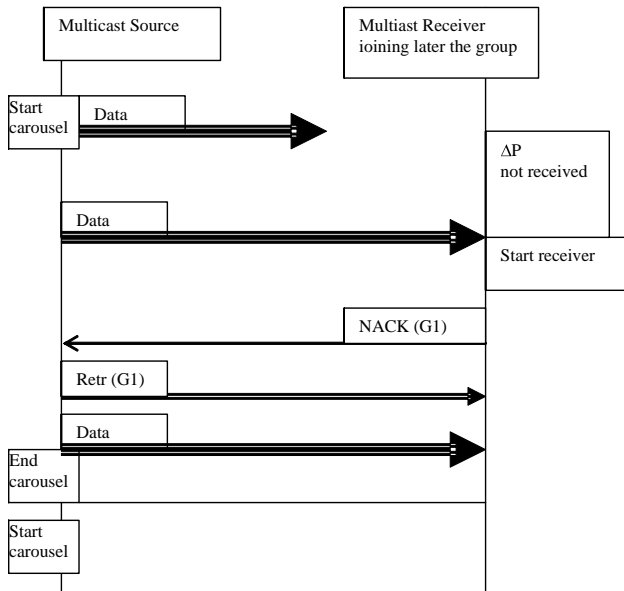 Multicast Source
Multiast Receiver
ioining later the group
Start
carousel
Data
ΔP
not received
Data
Start receiver
NACK (G1)
Retr (G1)
Data
End
carousel
Start
carousel